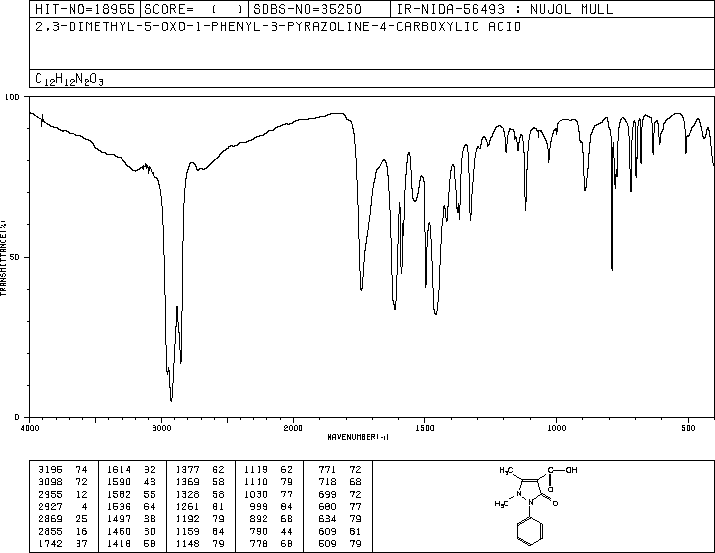 HIT-NO=18955 SCORE= ( ) SDBS-NO=35250 IR-NIDA-56493 : NUJOL MULL
2,3-DIMETHYL-5-OXO-1-PHENYL-3-PYRAZOLINE-4-CARBOXYLIC ACID
C12H12N2O3
100
50
0
TRANSMITTANCE(%)
4000 3000 2000 1500 1000 500
WAVENUMBER(-1)
3195 74 1614 32 1377 62 1119 62 771 72
3098 72 1590 43 1369 58 1110 79 718 68
2955 12 1582 55 1328 58 1030 77 699 72
2927 4 1536 64 1261 81 999 84 680 77
2869 25 1497 38 1192 79 892 68 634 79
2855 16 1460 30 1159 84 790 44 609 81
1742 37 1418 58 1148 79 778 68 509 79
CH3 C OH
O
CH3 N N O